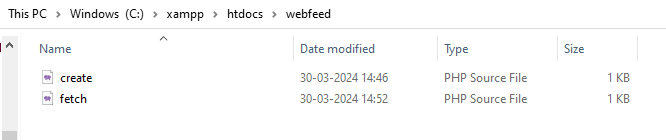 This PC > Windows (C:) > xampp > htdocs > webfeed
Name Date modified Type Size
create 30-03-2024 14:46 PHP Source File 1 KB
fetch 30-03-2024 14:52 PHP Source File 1 KB